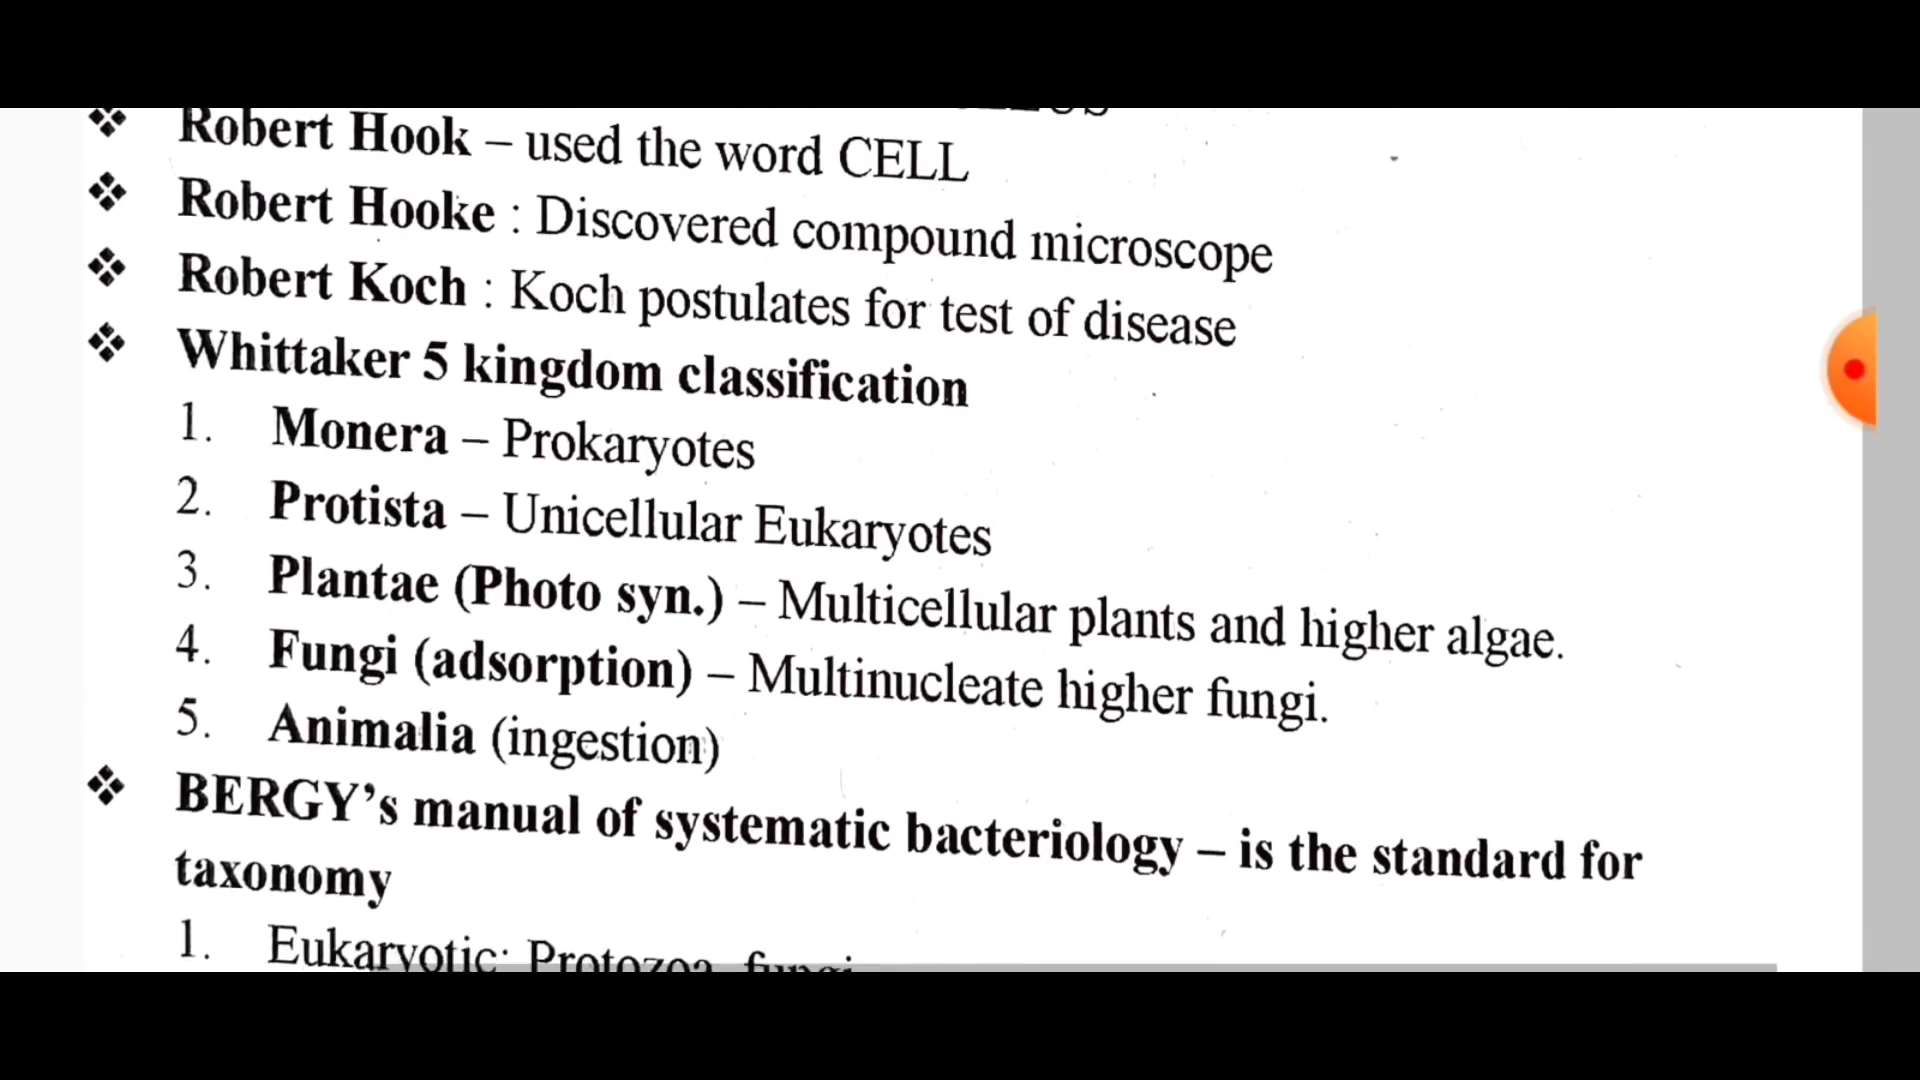 ❖ Robert Hook – used the word CELL
❖ Robert Hooke : Discovered compound microscope
❖ Robert Koch : Koch postulates for test of disease
❖ Whittaker 5 kingdom classification
1. Monera – Prokaryotes
2. Protista – Unicellular Eukaryotes
3. Plantae (Photo syn.) – Multicellular plants and higher algae.
4. Fungi (adsorption) – Multinucleate higher fungi.
5. Animalia (ingestion)
❖ BERGY’s manual of systematic bacteriology – is the standard for
taxonomy
1. Eukaryotic: Protozoa, fungi